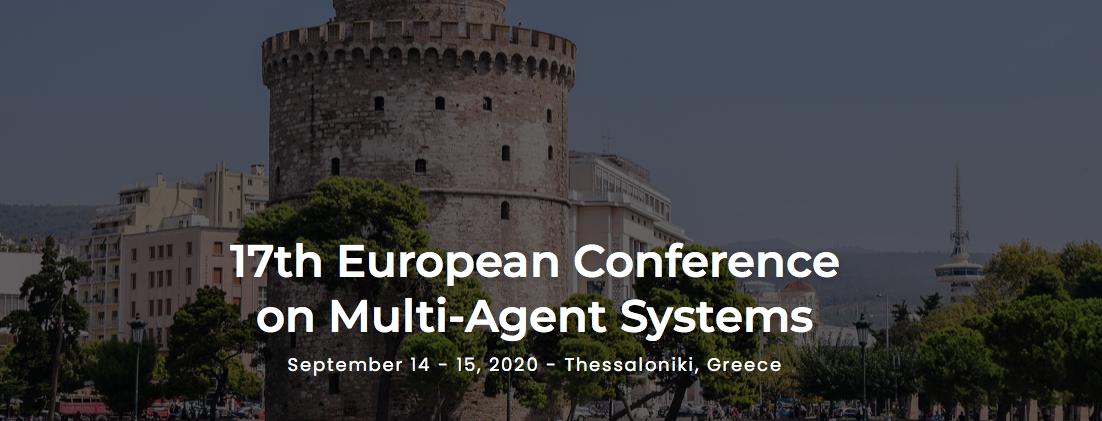 17th European Conference
on Multi-Agent Systems
September 14 - 15, 2020 - Thessaloniki, Greece